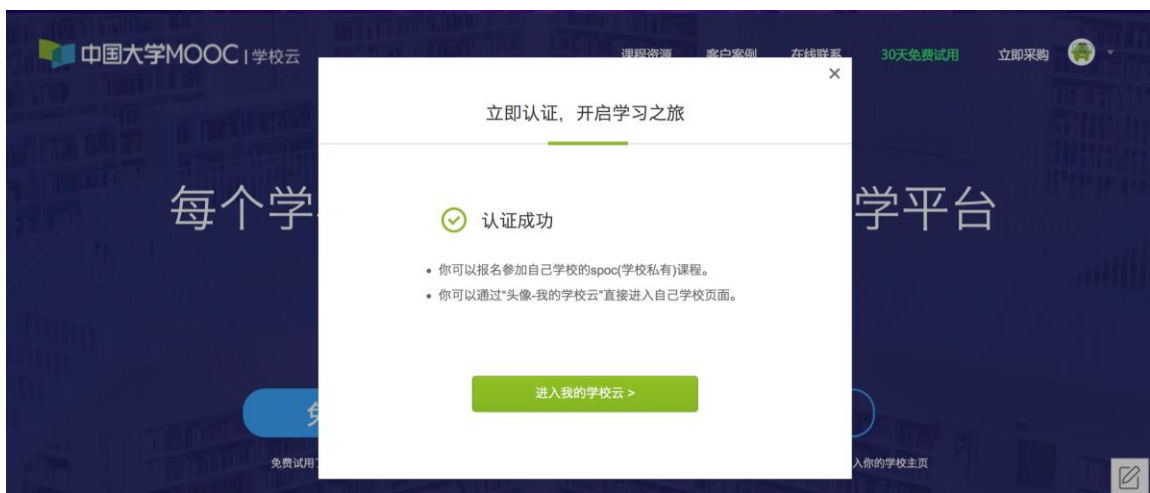 中国大学MOOC | 学校云
课程资源 客户案例 在线联系 30天免费试用 立即采购
立即认证，开启学习之旅
每个学 学平台
认证成功
你可以报名参加自己学校的spoc(学校私有)课程。
你可以通过“头像-我的学校云”直接进入自己学校页面。
进入我的学校云 >
免费试用 入你的学校主页